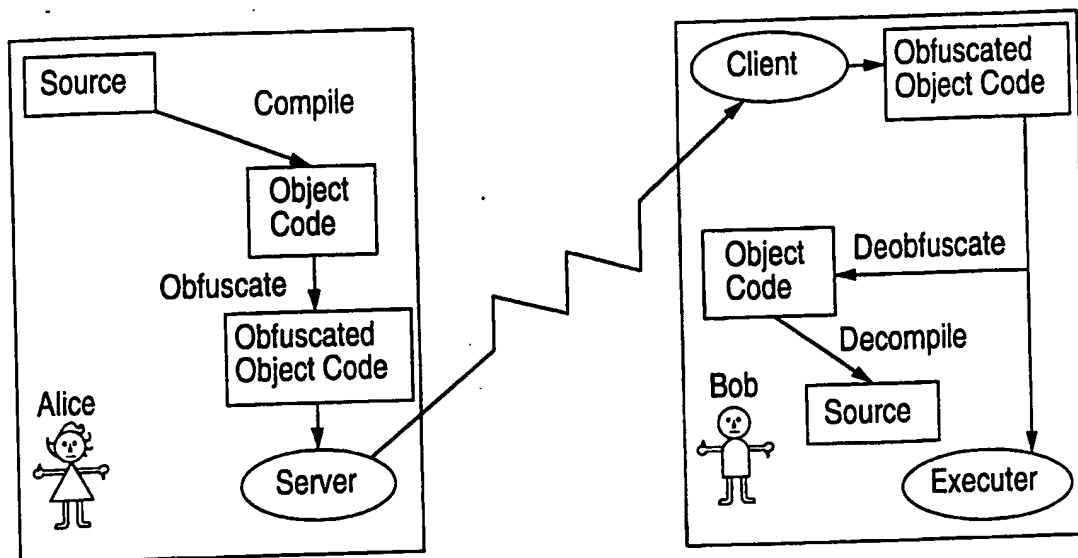 Source
Compile
Object
Code
Obfuscate
Obfuscated
Object Code
Alice
Server
Client
Obfuscated
Object Code
Object
Code
Deobfuscate
Decompile
Bob
Source
Executer